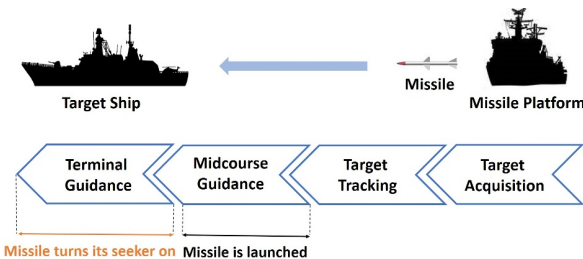 Target Ship
Missile
Missile Platform
Terminal
Guidance
Midcourse
Guidance
Target
Tracking
Target
Acquisition
Missile turns its seeker on
Missile is launched